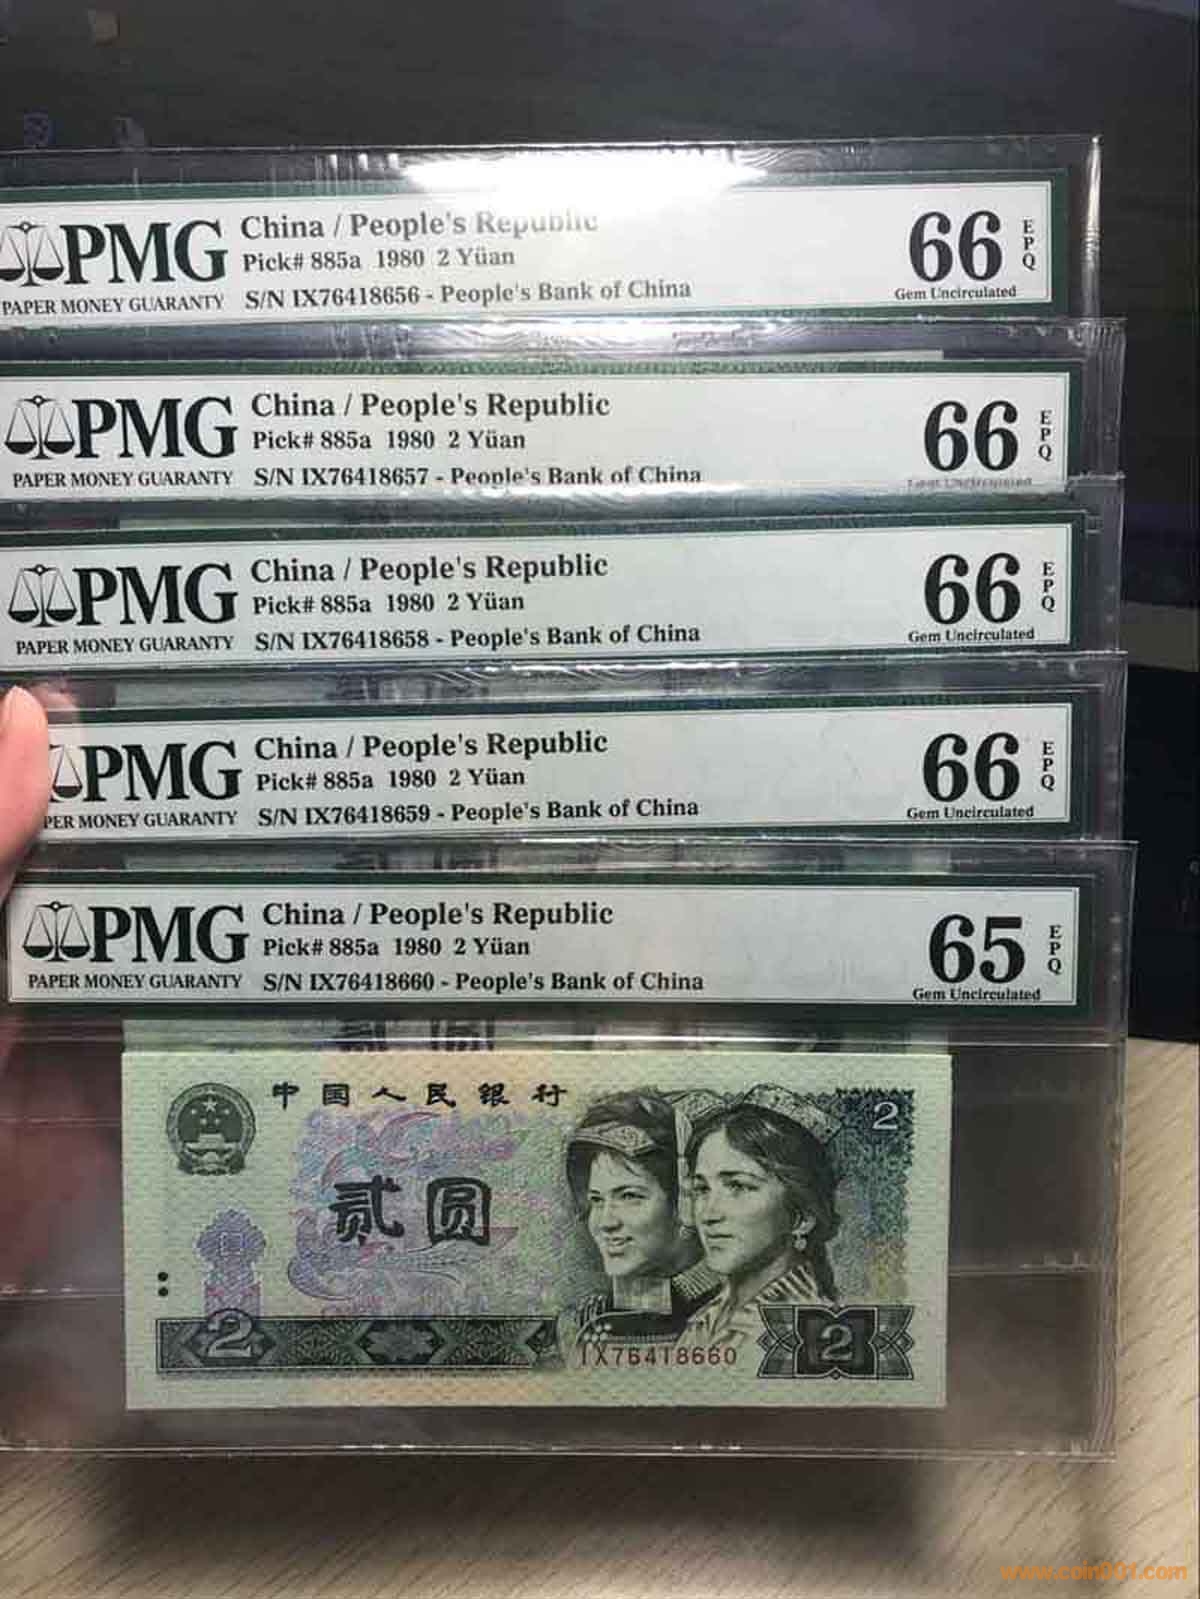 PMG
PAPER MONEY GUARANTY
China / People's Republic
Pick# 885a 1980 2 Yüan
S/N IX76418656 - People's Bank of China
66
EPQ
Gem Uncirculated
PMG
PAPER MONEY GUARANTY
China / People's Republic
Pick# 885a 1980 2 Yüan
S/N IX76418657 - People's Bank of China
66
EPQ
Gem Uncirculated
PMG
PAPER MONEY GUARANTY
China / People's Republic
Pick# 885a 1980 2 Yüan
S/N IX76418658 - People's Bank of China
66
EPQ
Gem Uncirculated
PMG
PER MONEY GUARANTY
China / People's Republic
Pick# 885a 1980 2 Yüan
S/N IX76418659 - People's Bank of China
66
EPQ
Gem Uncirculated
PMG
PAPER MONEY GUARANTY
China / People's Republic
Pick# 885a 1980 2 Yüan
S/N IX76418660 - People's Bank of China
65
EPQ
Gem Uncirculated
中国人民银行
2
贰圆
2
IX76418660
2
www.coin001.com